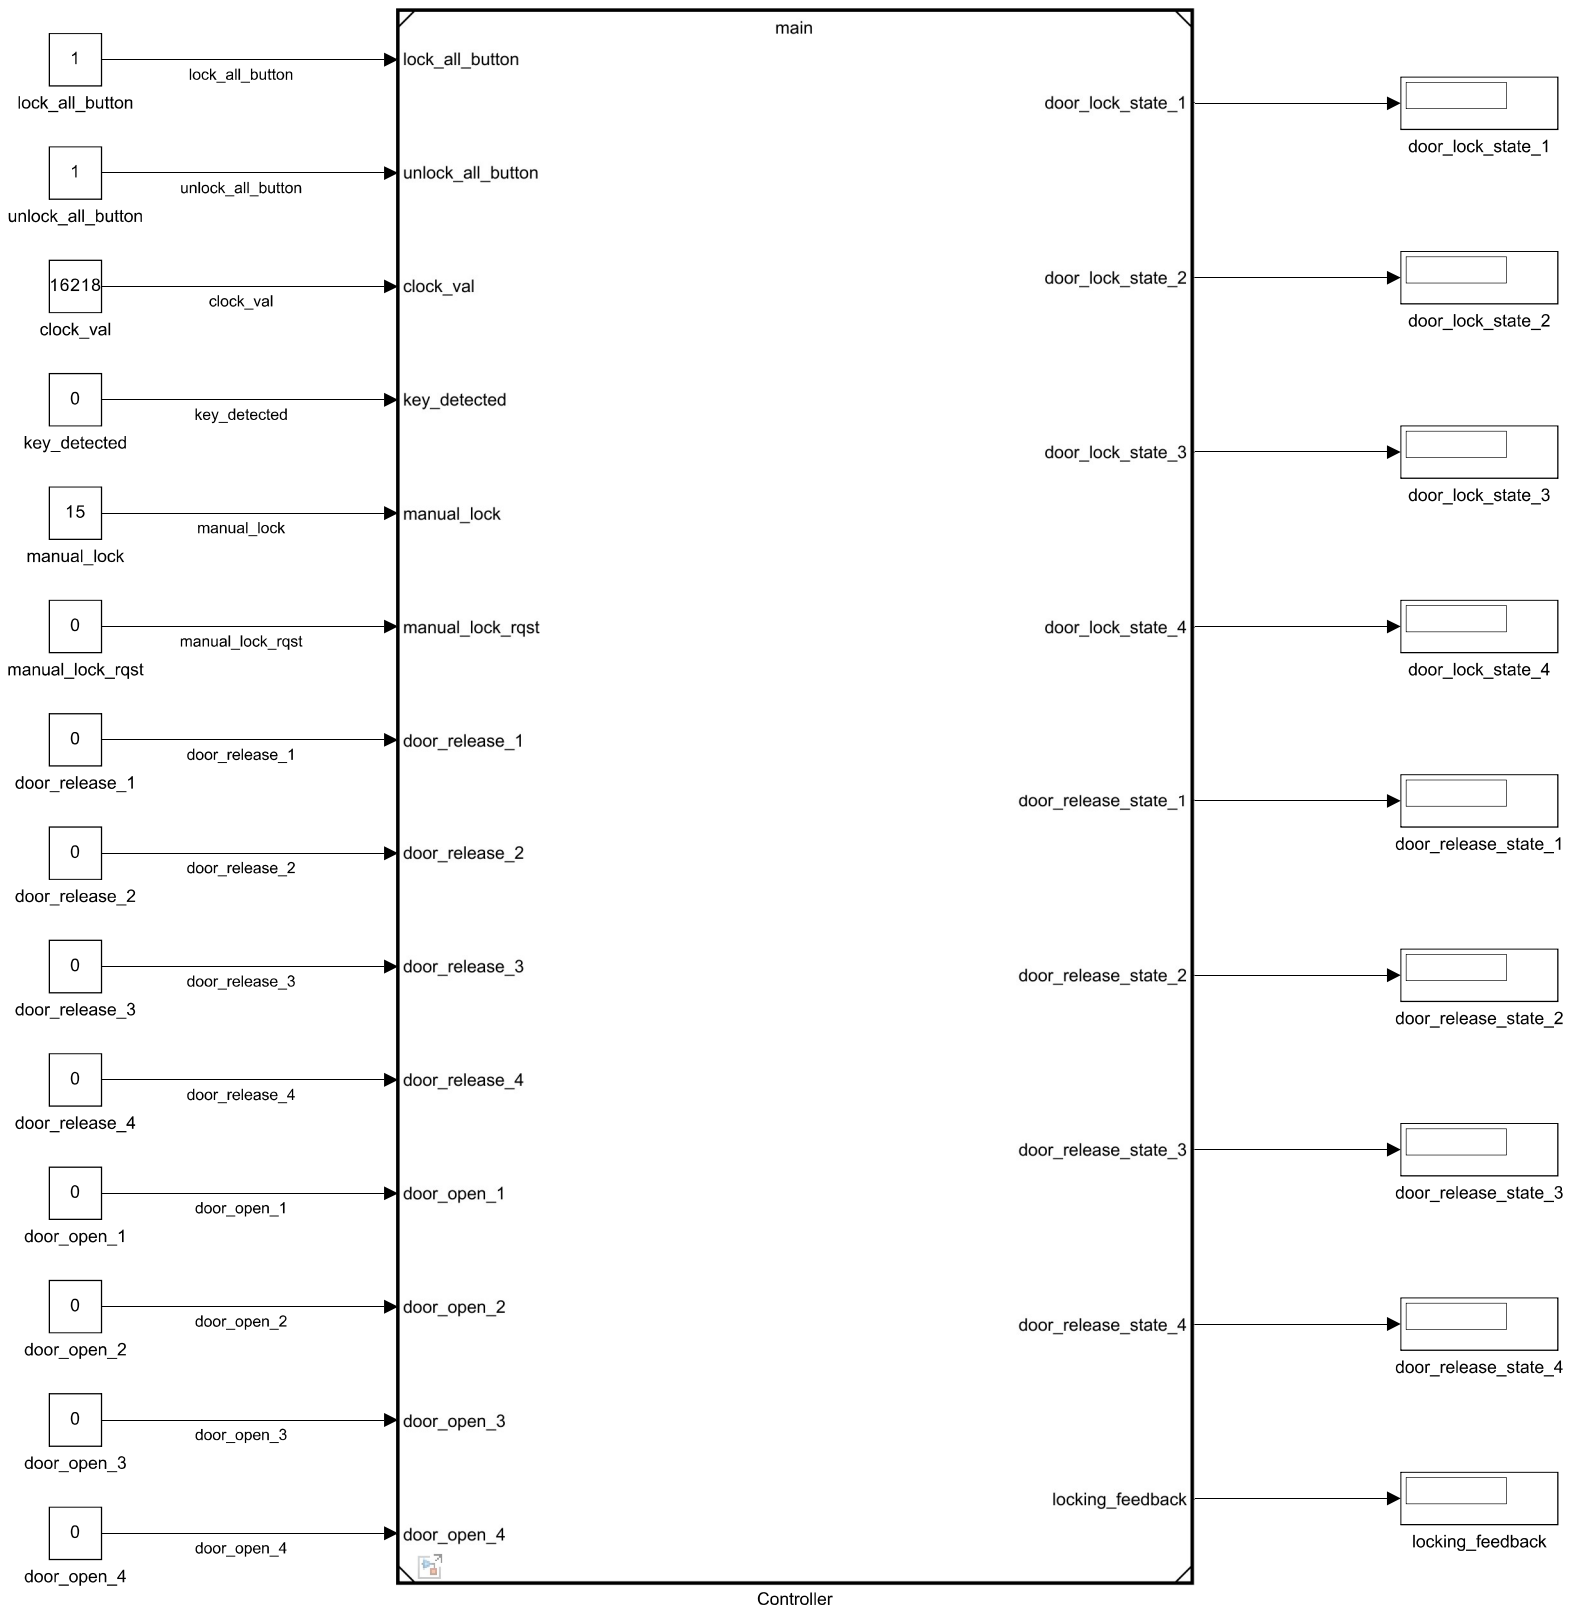 main
1
lock_all_button
lock_all_button
lock_all_button
1
unlock_all_button
unlock_all_button
unlock_all_button
16218
clock_val
clock_val
clock_val
0
key_detected
key_detected
key_detected
15
manual_lock
manual_lock
manual_lock
0
manual_lock_rqst
manual_lock_rqst
manual_lock_rqst
0
door_release_1
door_release_1
door_release_1
0
door_release_2
door_release_2
door_release_2
0
door_release_3
door_release_3
door_release_3
0
door_release_4
door_release_4
door_release_4
0
door_open_1
door_open_1
door_open_1
0
door_open_2
door_open_2
door_open_2
0
door_open_3
door_open_3
door_open_3
0
door_open_4
door_open_4
door_open_4
door_lock_state_1
door_lock_state_1
door_lock_state_2
door_lock_state_2
door_lock_state_3
door_lock_state_3
door_lock_state_4
door_lock_state_4
door_release_state_1
door_release_state_1
door_release_state_2
door_release_state_2
door_release_state_3
door_release_state_3
door_release_state_4
door_release_state_4
locking_feedback
locking_feedback
Controller